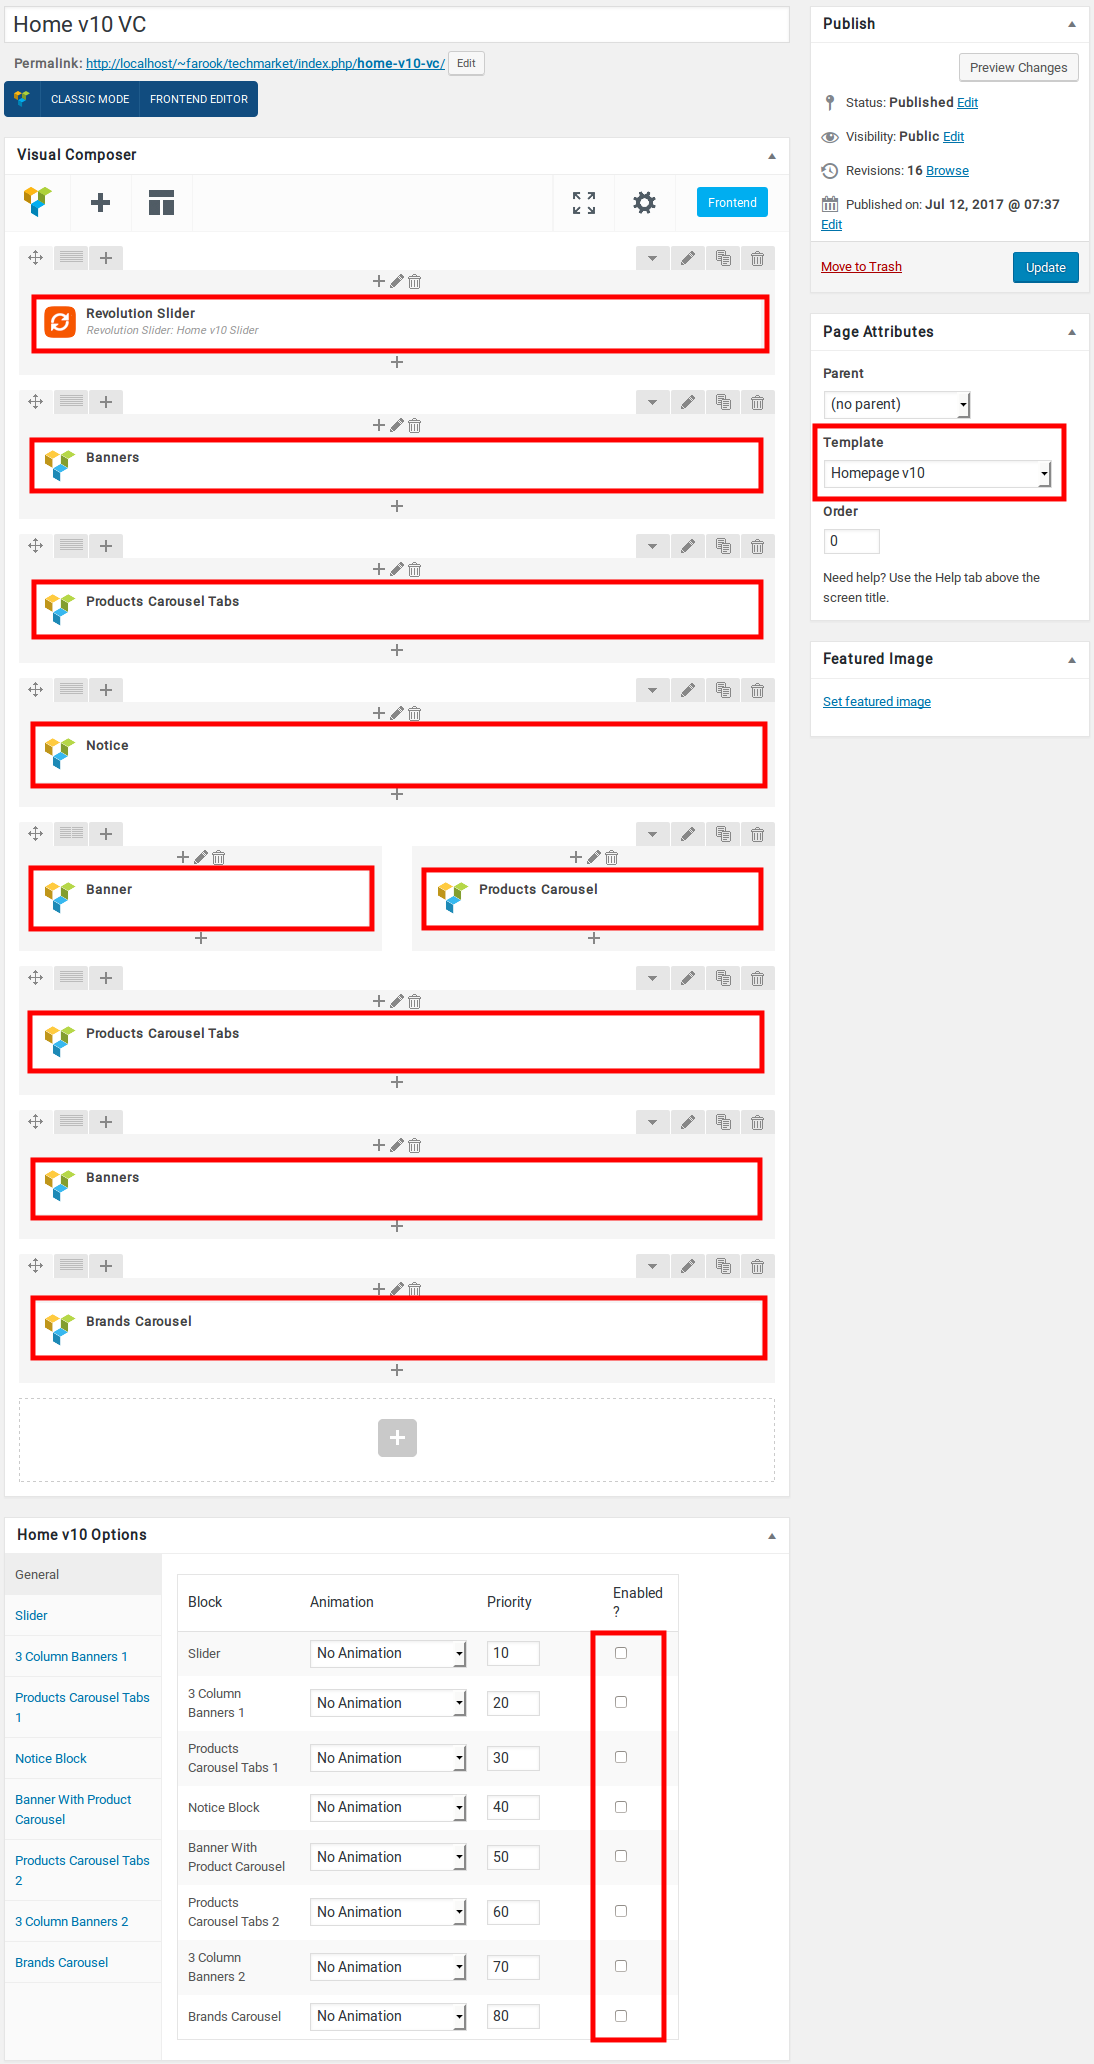 Home v10 VC
Permalink: http://localhost/~farook/techmarket/index.php/home-v10-vc/ Edit
CLASSIC MODE FRONTEND EDITOR
Visual Composer
Frontend
Revolution Slider
Revolution Slider: Home v10 Slider
Banners
Products Carousel Tabs
Notice
Banner
Products Carousel
Products Carousel Tabs
Banners
Brands Carousel
Home v10 Options
General
Slider
3 Column Banners 1
Products Carousel Tabs
1
Notice Block
Banner With Product
Carousel
Products Carousel Tabs
2
3 Column Banners 2
Brands Carousel
Block Animation Priority Enabled
?
Slider No Animation 10
3 Column
Banners 1 No Animation 20
Products
Carousel Tabs 1 No Animation 30
Notice Block No Animation 40
Banner With
Product Carousel No Animation 50
Products
Carousel Tabs 2 No Animation 60
3 Column
Banners 2 No Animation 70
Brands Carousel No Animation 80
Publish
Preview Changes
Status: Published Edit
Visibility: Public Edit
Revisions: 16 Browse
Published on: Jul 12, 2017 @ 07:37
Edit
Move to Trash Update
Page Attributes
Parent
(no parent)
Template
Homepage v10
Order
0
Need help? Use the Help tab above the
screen title.
Featured Image
Set featured image